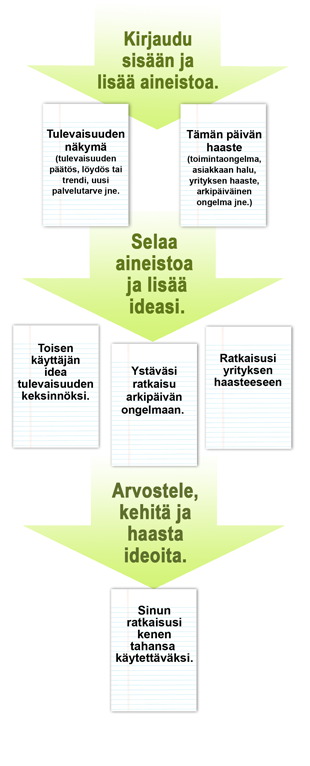 Kirjaudu
sisään ja
lisää aineistoa.
Tulevaisuuden
näkymä
(tulevaisuuden
päätös, löydös tai
trendi, uusi
palvelutarve jne.
Tämän päivän
haaste
(toimintaongelma,
asiakkaan halu,
yrityksen haaste,
arkipäiväinen
ongelma jne.)
Selaa
aineistoa
ja lisää
ideasi.
Toisen
käyttäjän
idea
tulevaisuuden
keksinnöksi.
Ystäväsi
ratkaisu
arkipäivän
ongelmaan.
Ratkaisusi
yrityksen
haasteeseen
Arvostele,
kehitä ja
haasta
ideoita.
Sinun
ratkaisusi
kenen
tahansa
käytettäväksi.